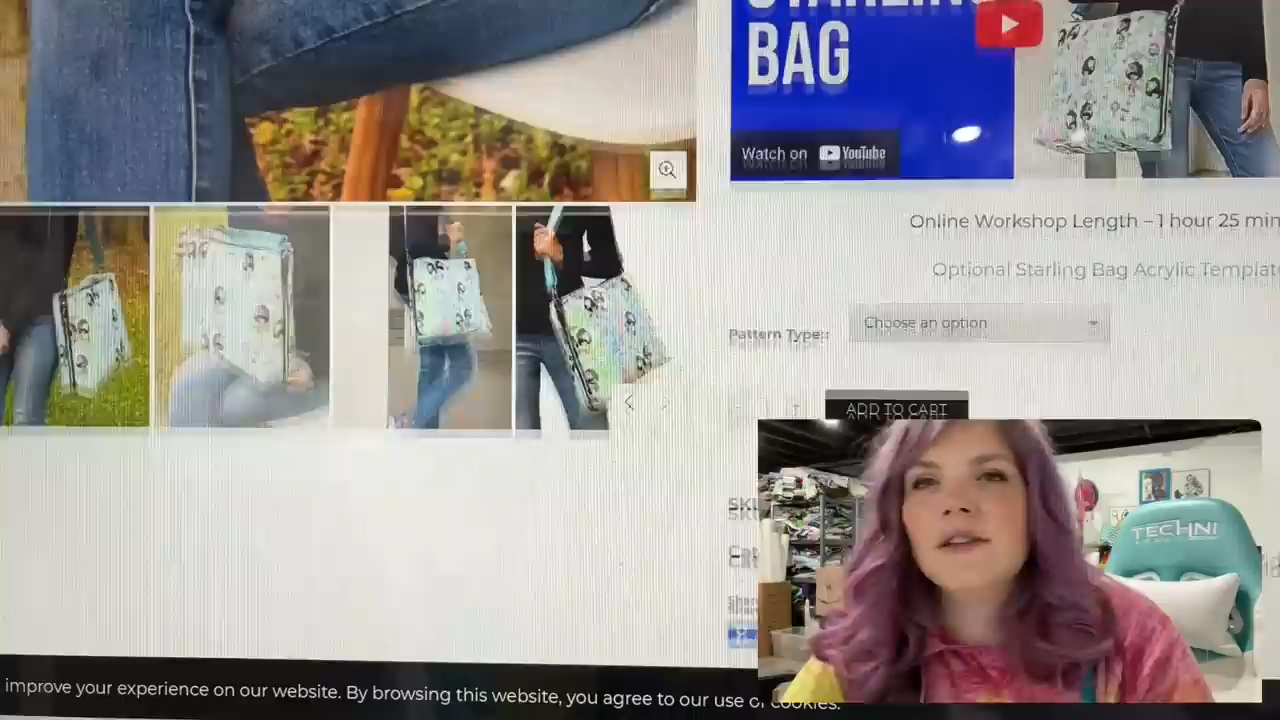 BAG
Watch on YouTube
Online Workshop Length – 1 hour 25 min
Optional Starling Bag Acrylic Template
Pattern Type:
Choose an option
ADD TO CART
SKU
TECHNI
improve your experience on our website. By browsing this website, you agree to our use of cookies.